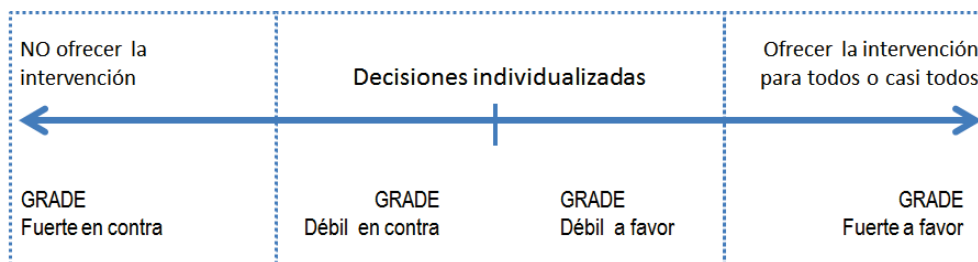 NO ofrecer la
intervención
Decisiones individualizadas
Ofrecer la intervención
para todos o casi todos
GRADE
Fuerte en contra
GRADE
Débil en contra
GRADE
Débil a favor
GRADE
Fuerte a favor